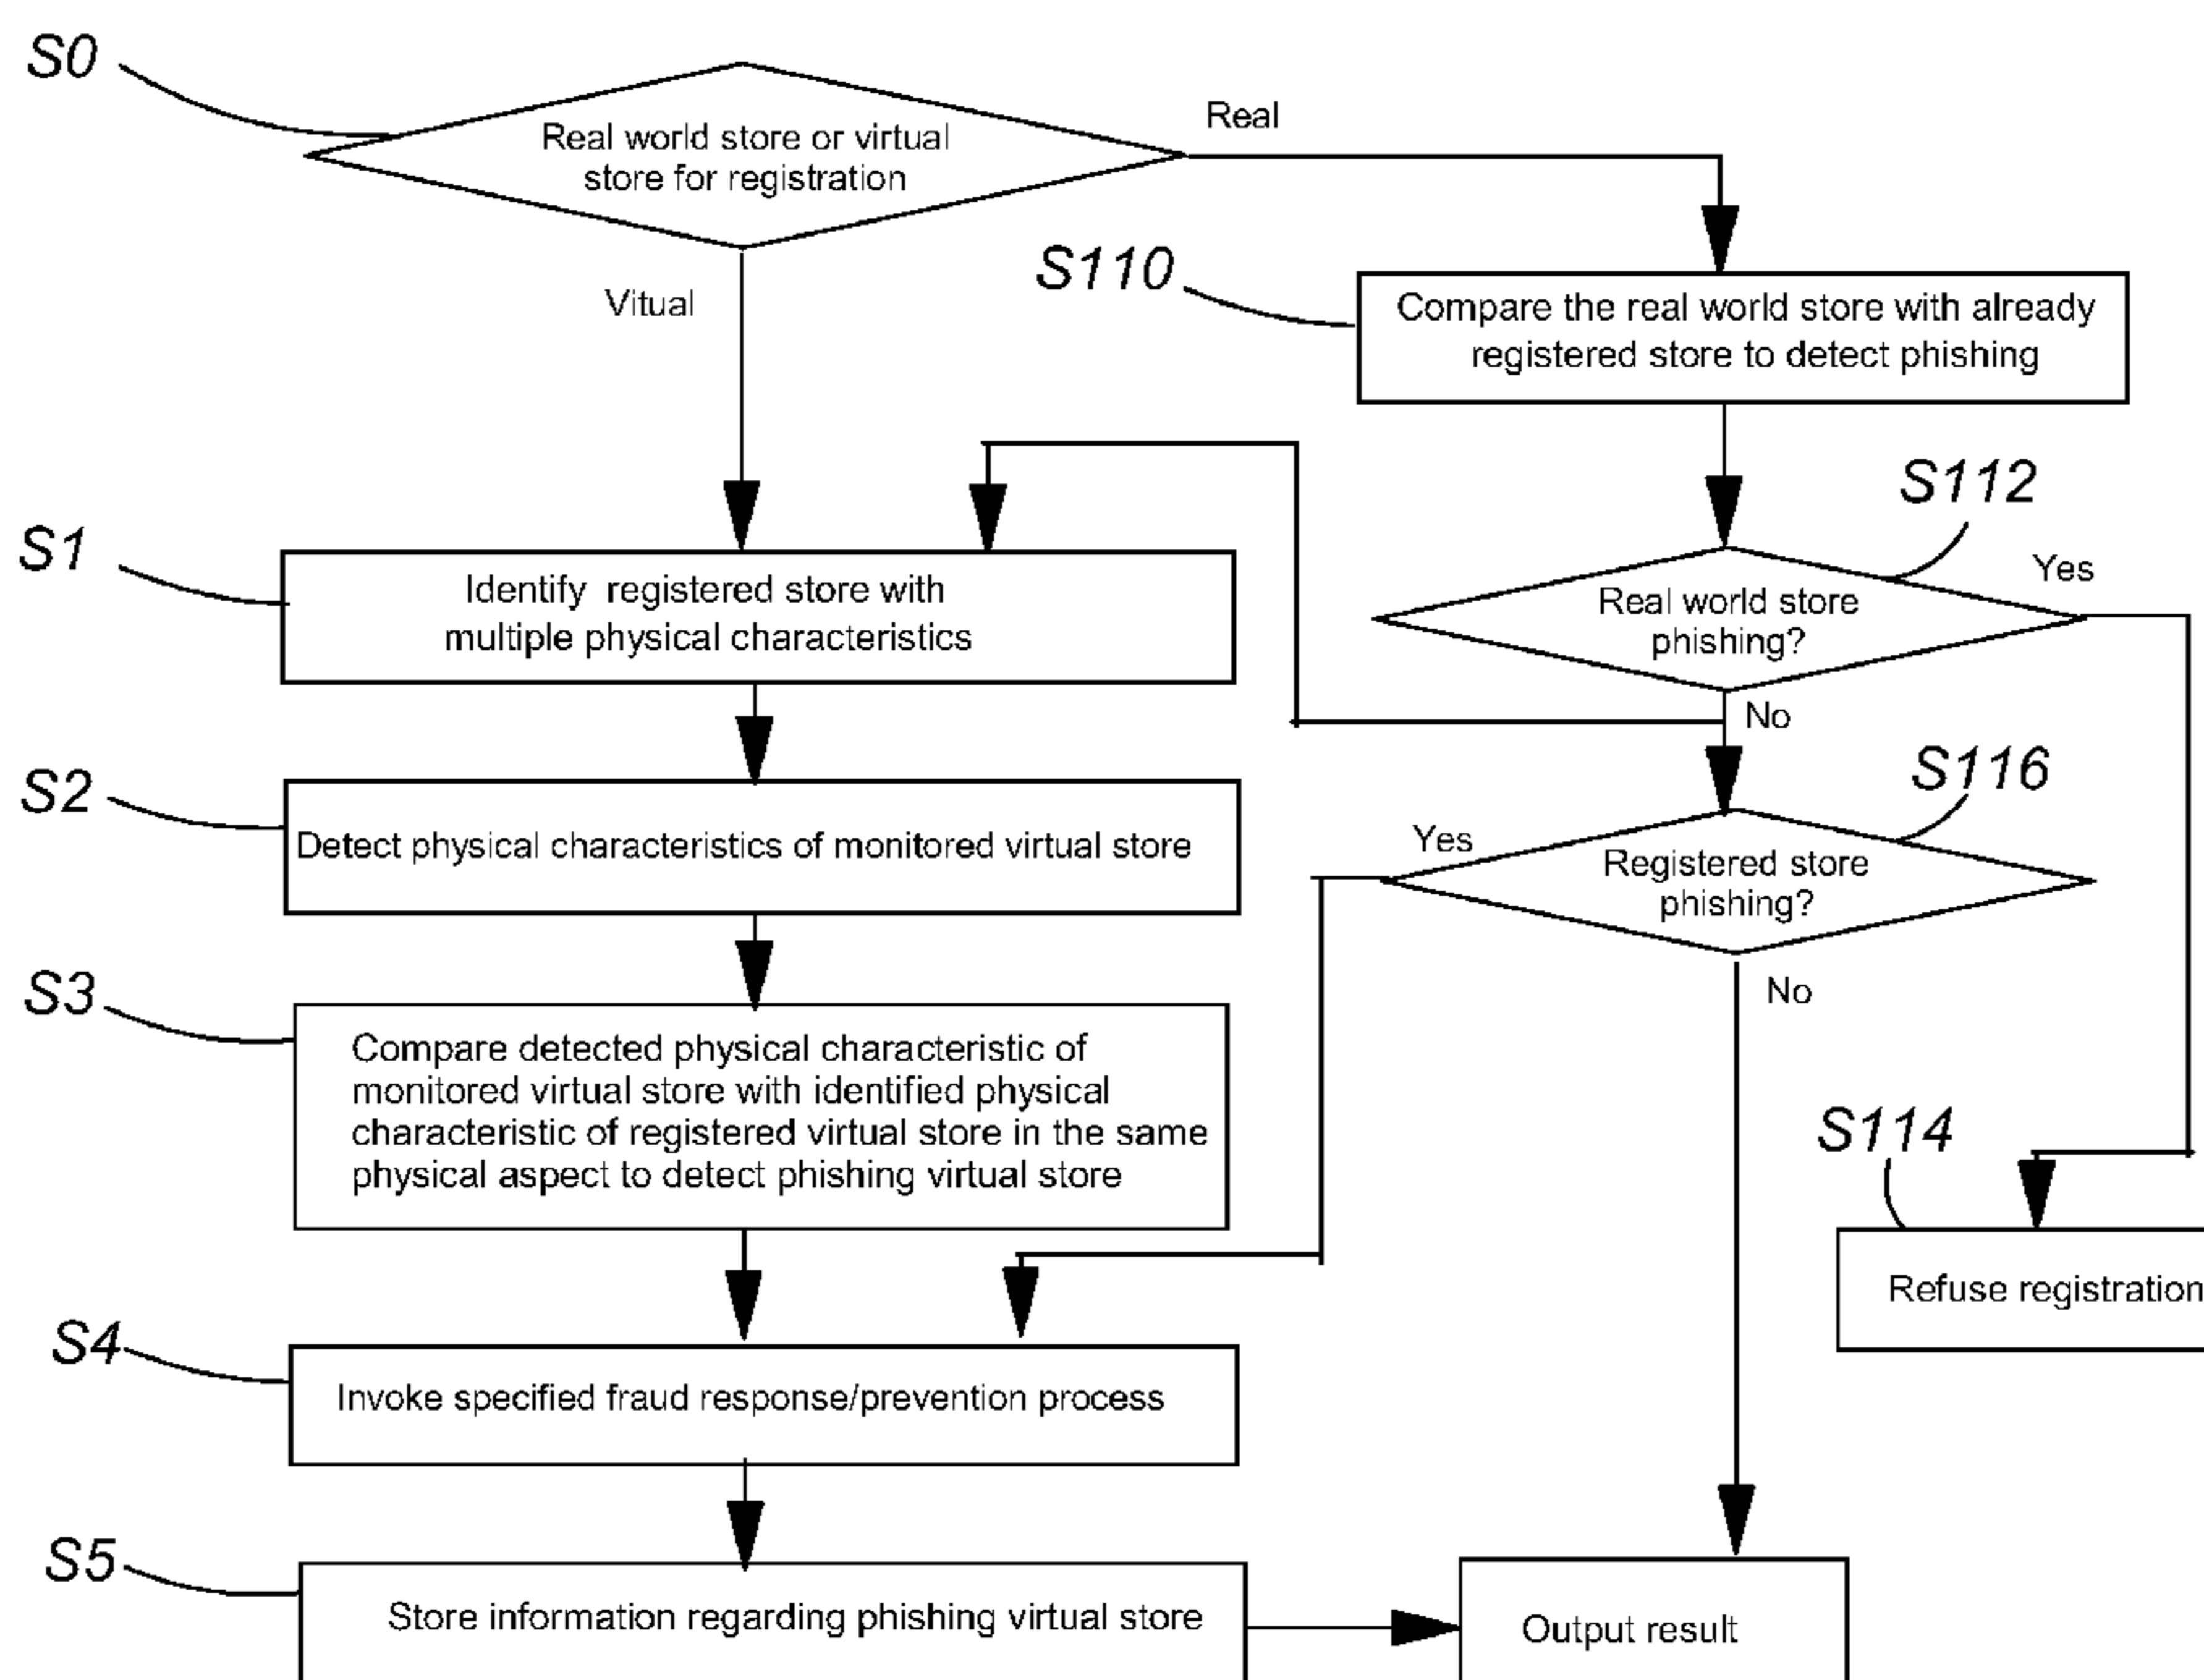 S0
Real world store or virtual
store for registration
Real
Vitual
S110
Compare the real world store with already
registered store to detect phishing
S112
Real world store
phishing?
Yes
No
S1
Identify registered store with
multiple physical characteristics
S116
Registered store
phishing?
Yes
No
S2
Detect physical characteristics of monitored virtual store
S3
Compare detected physical characteristic of
monitored virtual store with identified physical
characteristic of registered virtual store in the same
physical aspect to detect phishing virtual store
S114
Refuse registration
S4
Invoke specified fraud response/prevention process
S5
Store information regarding phishing virtual store
Output result